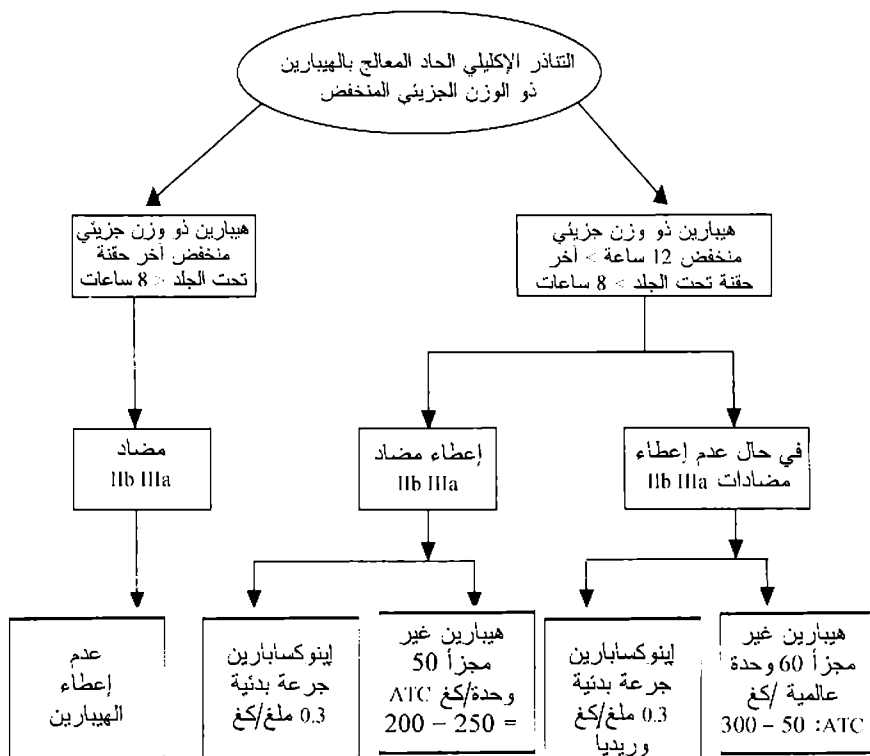 التناذر الإكليلي الحاد المعالج بالهيبارين
ذو الوزن الجزيئي المنخفض
هيبارين ذو وزن جزيئي
منخفض 12 ساعة > آخر
حقنة تحت الجلد > 8 ساعات
هيبارين ذو وزن جزيئي
منخفض آخر حقنة
تحت الجلد < 8 ساعات
في حال عدم إعطاء
مضادات IIb IIIa
إعطاء مضاد
IIb IIIa
مضاد
IIb IIIa
هيبارين غير
مجزأ 60 وحدة
عالمية /كغ
ATC: 50 – 300
إينوكسابارين
جرعة بدئية
0.3 ملغ/كغ
وريديا
هيبارين غير
مجزأ 50
وحدة/كغ ATC
= 250 – 200
إينوكسابارين
جرعة بدئية
0.3 ملغ/كغ
عدم
إعطاء
الهيبارين